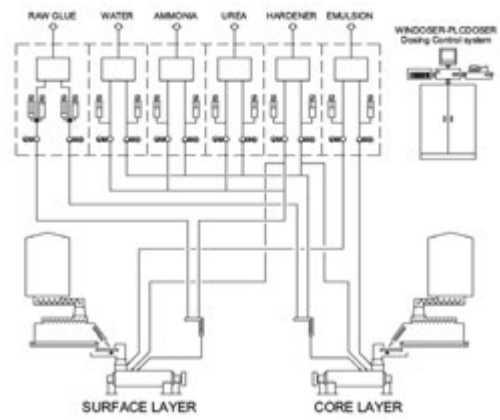 RAW GLUE WATER AMMONIA UREA HARDENER EMULSION
WINDOSER-PLCDOSER
Dosing Control system
SURFACE LAYER CORE LAYER